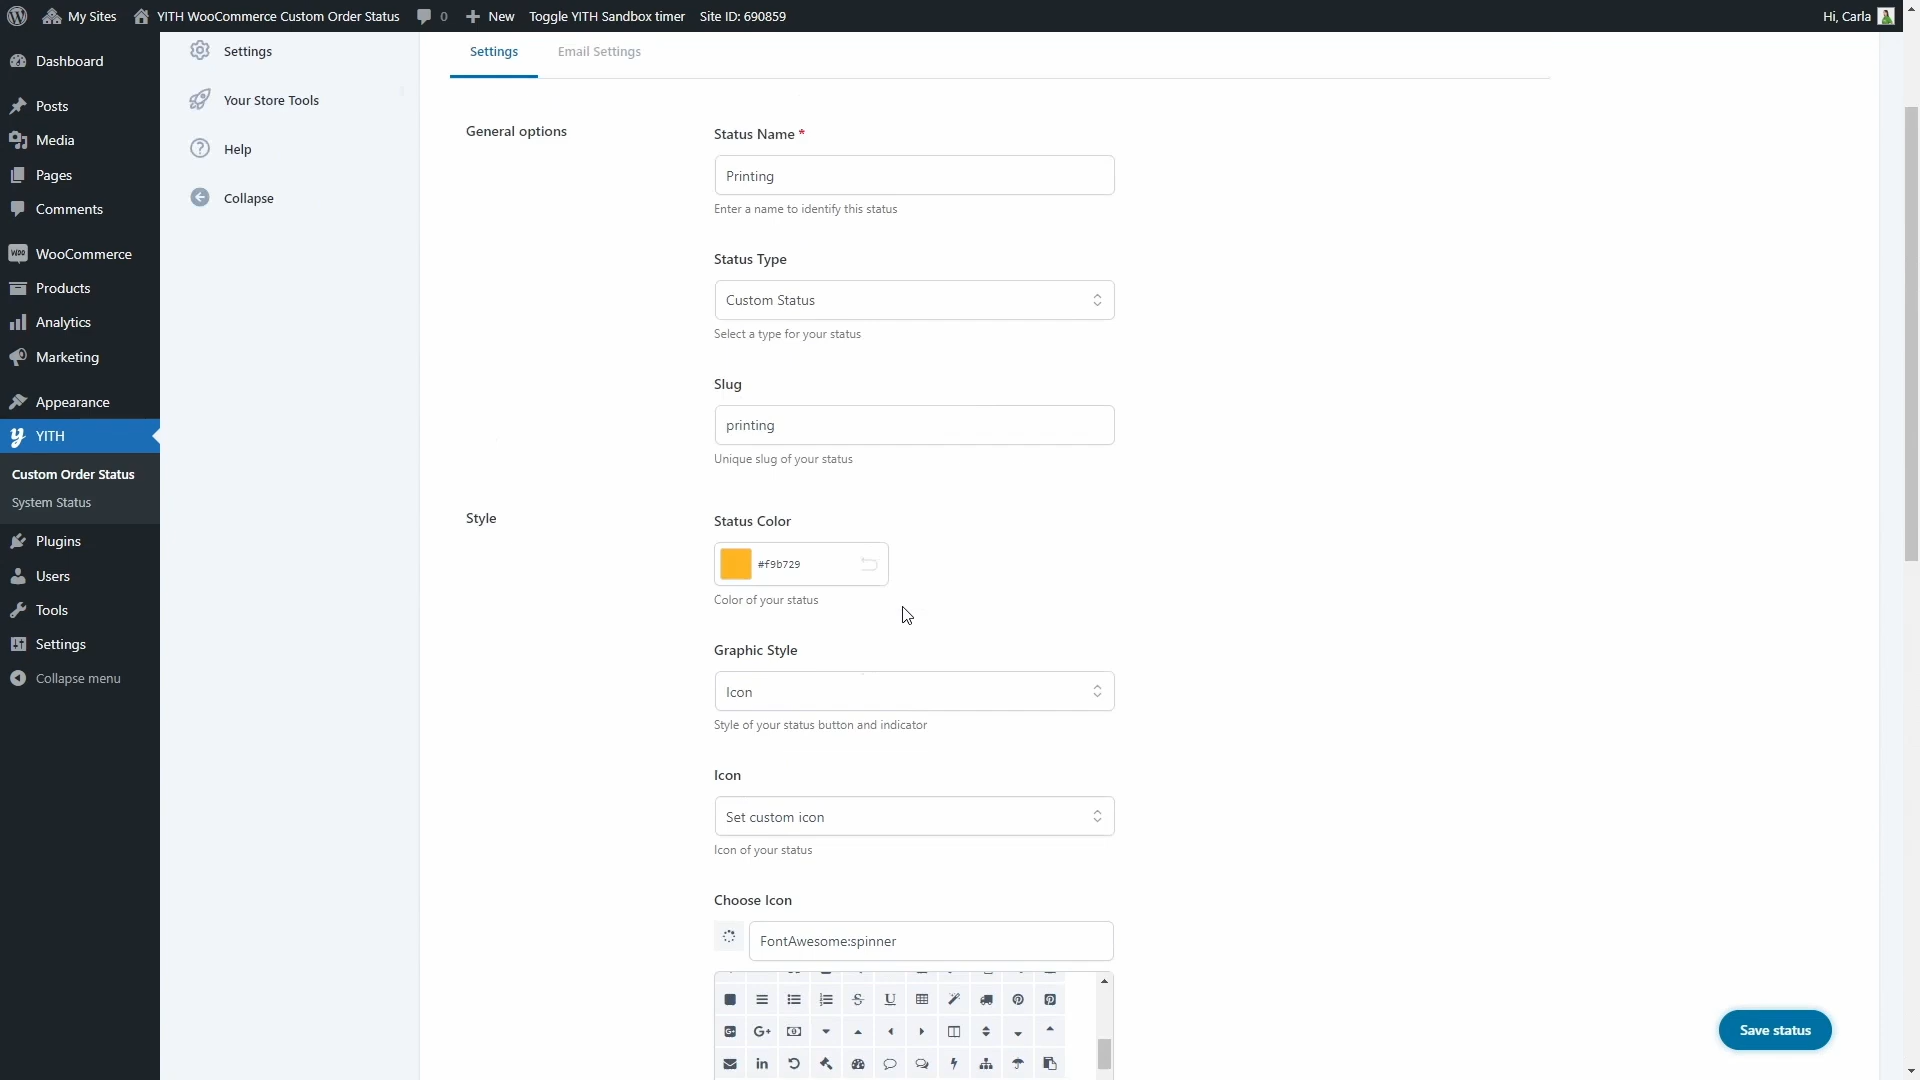 My Sites
YITH WooCommerce Custom Order Status
0
New
Toggle YITH Sandbox timer
Site ID: 690859
Hi, Carla
Dashboard
Posts
Media
Pages
Comments
WooCommerce
Products
Analytics
Marketing
Appearance
YITH
Custom Order Status
System Status
Plugins
Users
Tools
Settings
Collapse menu
Settings
Your Store Tools
Help
Collapse
Settings
Email Settings
General options
Status Name *
Printing
Enter a name to identify this status
Status Type
Custom Status
Select a type for your status
Slug
printing
Unique slug of your status
Style
Status Color
#f9b729
Color of your status
Graphic Style
Icon
Style of your status button and indicator
Icon
Set custom icon
Icon of your status
Choose Icon
FontAwesome:spinner
Save status